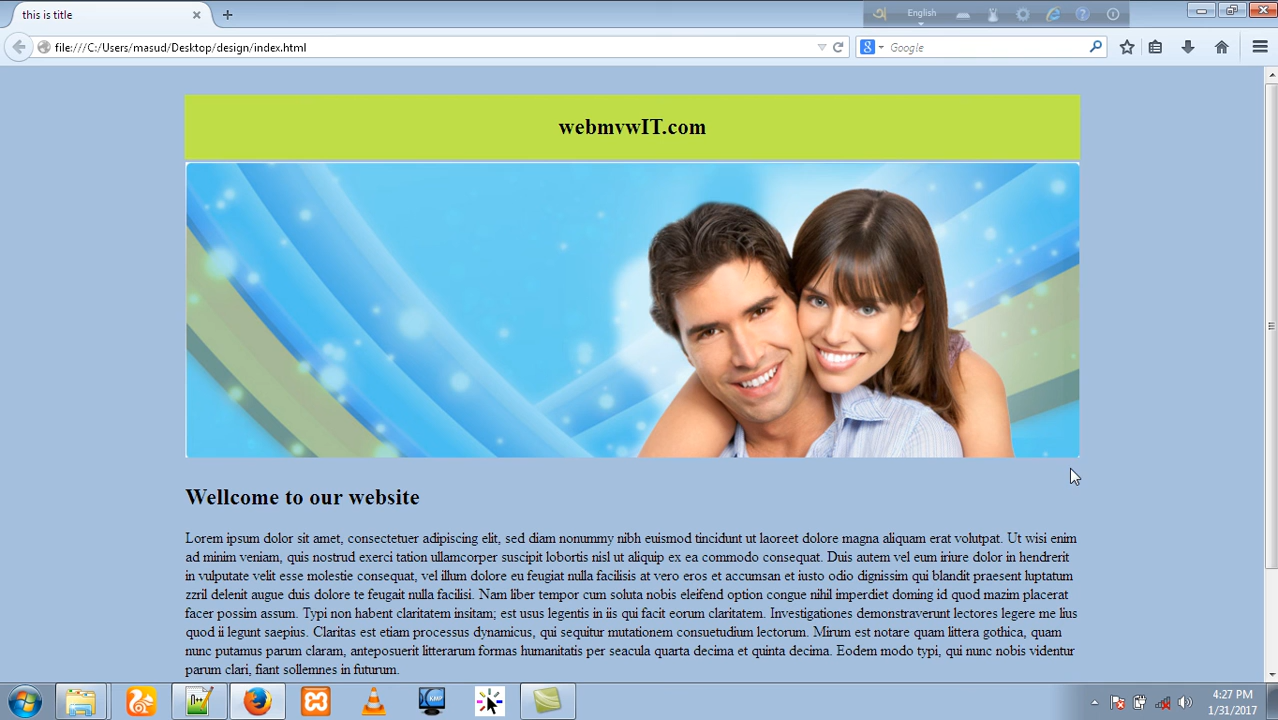 this is title
অ English
file:///C:/Users/masud/Desktop/design/index.html
Google
webmvwIT.com
Wellcome to our website
Lorem ipsum dolor sit amet, consectetuer adipiscing elit, sed diam nonummy nibh euismod tincidunt ut laoreet dolore magna aliquam erat volutpat. Ut wisi enim
ad minim veniam, quis nostrud exerci tation ullamcorper suscipit lobortis nisl ut aliquip ex ea commodo consequat. Duis autem vel eum iriure dolor in hendrerit
in vulputate velit esse molestie consequat, vel illum dolore eu feugiat nulla facilisis at vero eros et accumsan et iusto odio dignissim qui blandit praesent luptatum
zzril delenit augue duis dolore te feugait nulla facilisi. Nam liber tempor cum soluta nobis eleifend option congue nihil imperdiet doming id quod mazim placerat
facer possim assum. Typi non habent claritatem insitam; est usus legentis in iis qui facit eorum claritatem. Investigationes demonstraverunt lectores legere me lius
quod ii legunt saepius. Claritas est etiam processus dynamicus, qui sequitur mutationem consuetudium lectorum. Mirum est notare quam littera gothica, quam
nunc putamus parum claram, anteposuerit litterarum formas humanitatis per seacula quarta decima et quinta decima. Eodem modo typi, qui nunc nobis videntur
parum clari, fiant sollemnes in futurum.
4:27 PM
1/31/2017